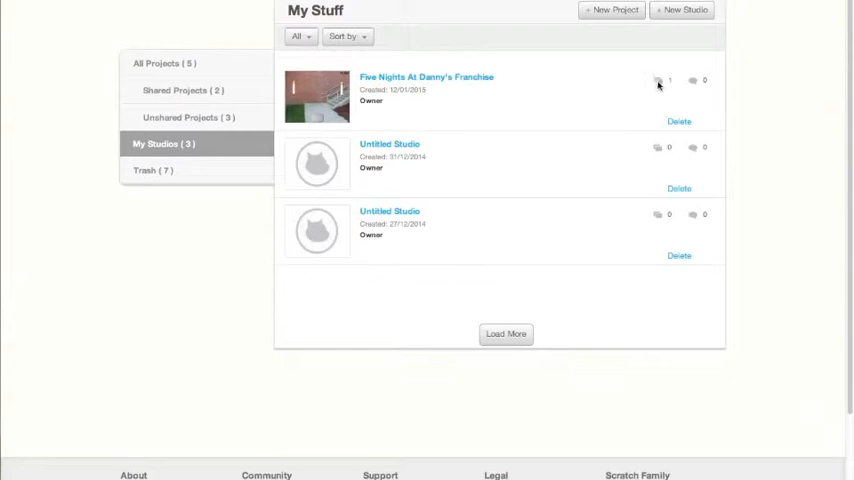 My Stuff
+ New Project
+ New Studio
All
Sort by
All Projects ( 5 )
Shared Projects ( 2 )
Unshared Projects ( 3 )
My Studios ( 3 )
Trash ( 7 )
Five Nights At Danny's Franchise
Created: 12/01/2015
Owner
1
0
Delete
Untitled Studio
Created: 31/12/2014
Owner
0
0
Delete
Untitled Studio
Created: 27/12/2014
Owner
0
0
Delete
Load More
About
Community
Support
Legal
Scratch Family